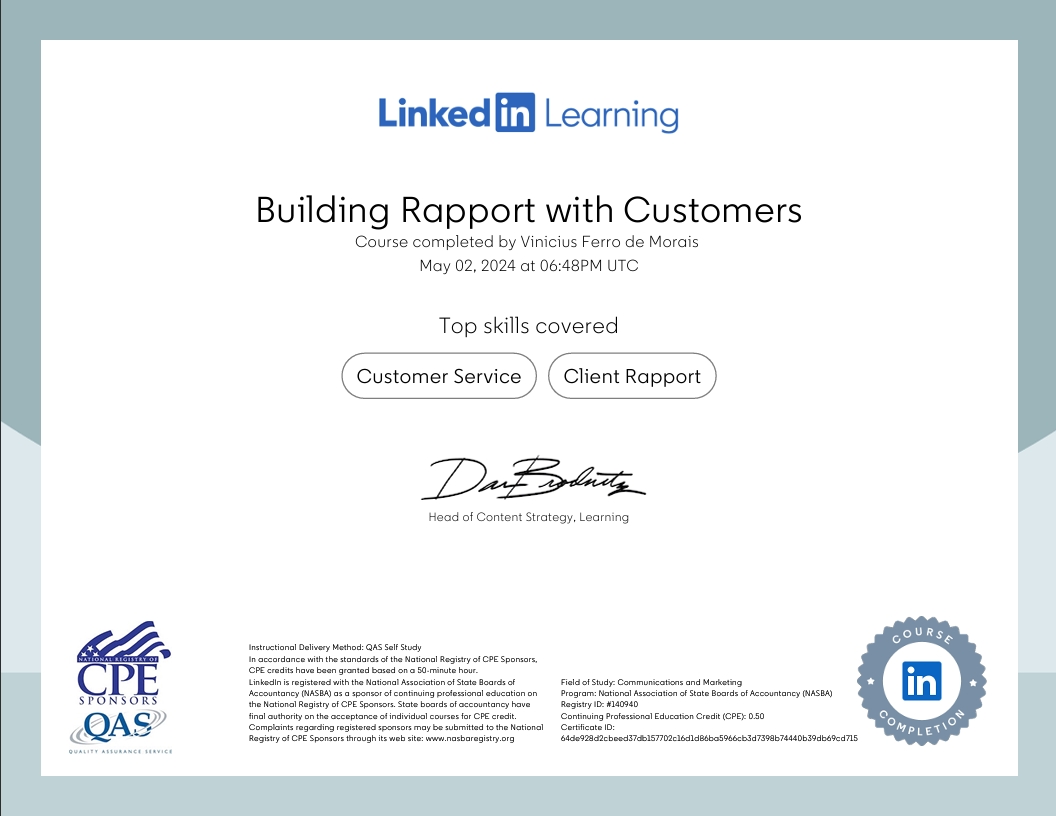 Linked in Learning
Building Rapport with Customers
Course completed by Vinicius Ferro de Morais
May 02, 2024 at 06:48PM UTC
Top skills covered
Customer Service
Client Rapport
Dan Brodnitz
Head of Content Strategy, Learning
NATIONAL REGISTRY OF
CPE
SPONSORS
QAS
QUALITY ASSURANCE SERVICE
Instructional Delivery Method: QAS Self Study
In accordance with the standards of the National Registry of CPE Sponsors,
CPE credits have been granted based on a 50-minute hour.
LinkedIn is registered with the National Association of State Boards of
Accountancy (NASBA) as a sponsor of continuing professional education on
the National Registry of CPE Sponsors. State boards of accountancy have
final authority on the acceptance of individual courses for CPE credit.
Complaints regarding registered sponsors may be submitted to the National
Registry of CPE Sponsors through its web site: www.nasbaregistry.org
Field of Study: Communications and Marketing
Program: National Association of State Boards of Accountancy (NASBA)
Registry ID: #140940
Continuing Professional Education Credit (CPE): 0.50
Certificate ID:
64de928d2cbeed37db157702c16d1d86ba5966cb3d7398b74440b39db69cd715
COURSE
in
COMPLETION